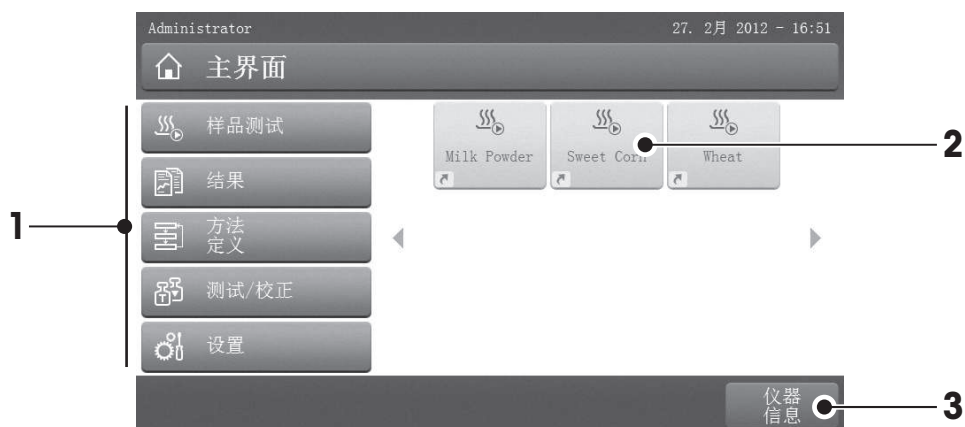 Administrator
27. 2月 2012 - 16:51
主界面
样品测试
结果
方法
定义
测试/校正
设置
Milk Powder
Sweet Corn
Wheat
仪器
信息
1
2
3